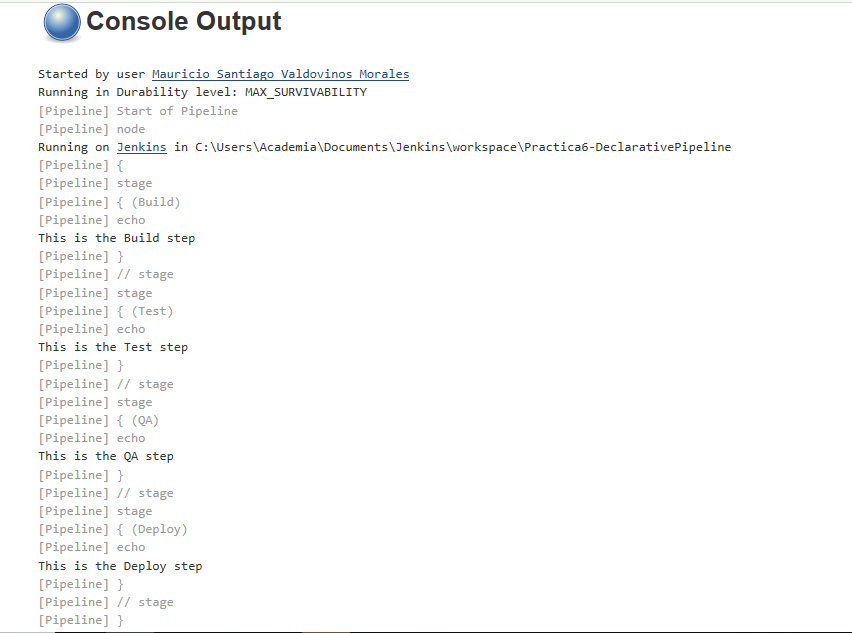 Console Output
Started by user Mauricio Santiago Valdovinos Morales
Running in Durability level: MAX_SURVIVABILITY
[Pipeline] Start of Pipeline
[Pipeline] node
Running on Jenkins in C:\Users\Academia\Documents\Jenkins\workspace\Practica6-DeclarativePipeline
[Pipeline] {
[Pipeline] stage
[Pipeline] { (Build)
[Pipeline] echo
This is the Build step
[Pipeline] }
[Pipeline] // stage
[Pipeline] stage
[Pipeline] { (Test)
[Pipeline] echo
This is the Test step
[Pipeline] }
[Pipeline] // stage
[Pipeline] stage
[Pipeline] { (QA)
[Pipeline] echo
This is the QA step
[Pipeline] }
[Pipeline] // stage
[Pipeline] stage
[Pipeline] { (Deploy)
[Pipeline] echo
This is the Deploy step
[Pipeline] }
[Pipeline] // stage
[Pipeline] }